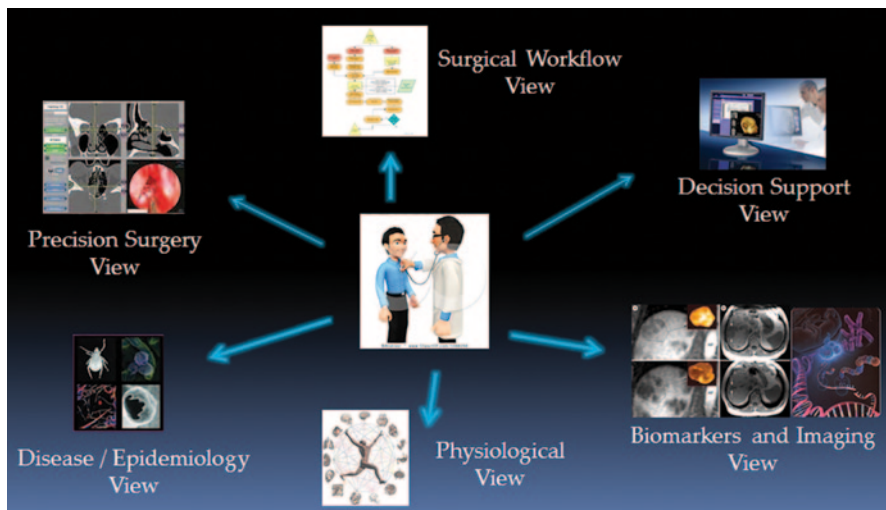 Surgical Workflow
View
Decision Support
View
Precision Surgery
View
Disease / Epidemiology
View
Physiological
View
Biomarkers and Imaging
View